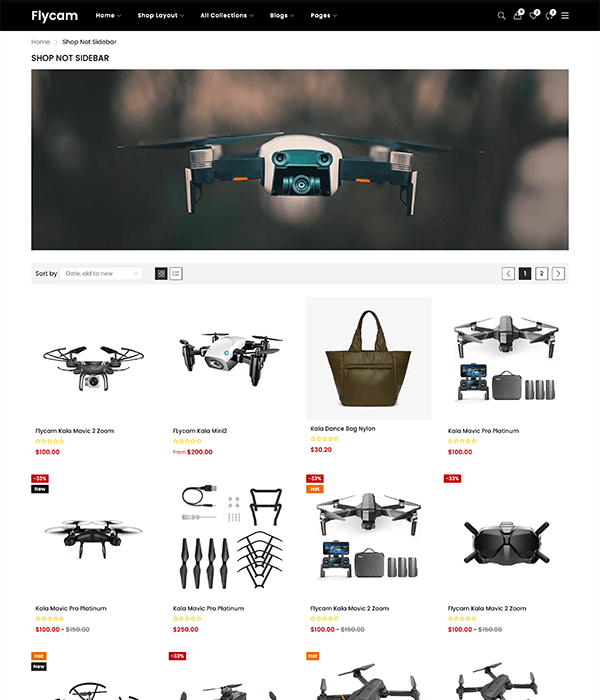 Flycam
Home Shop Layout All Collections Blogs Pages
Home > Shop Not Sidebar
SHOP NOT SIDEBAR
Sort by Date, old to new
1 2
Flycam Kala Mavic 2 Zoom
$100.00
FLycam Kala Mini2
From $200.00
Kala Dance Bag Nylon
$30.20
Kala Mavic Pro Platinum
$100.00
-33%
New
Kala Mavic Pro Platinum
$100.00 - $150.00
Kala Mavic Pro Platinum
$250.00
-33%
Hot
Flycam Kala Mavic 2 Zoom
$100.00 - $150.00
-33%
Flycam Kala Mavic 2 Zoom
$100.00 - $150.00
Hot
New
-33%
Hot